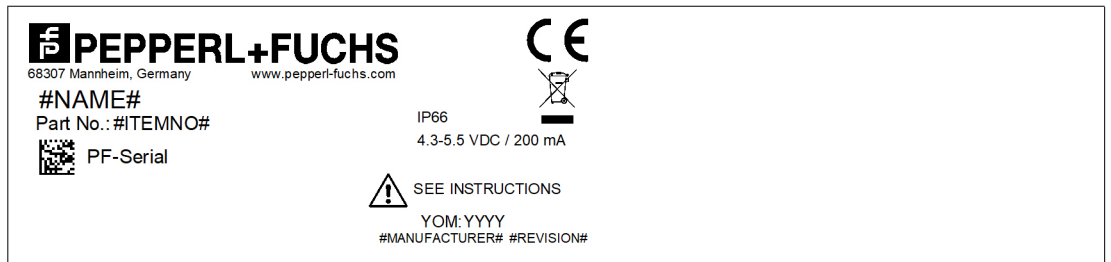 PEPPERL+FUCHS
68307 Mannheim, Germany www.pepperl-fuchs.com
#NAME#
Part No.: #ITEMNO#
PF-Serial
CE
IP66
4.3-5.5 VDC / 200 mA
SEE INSTRUCTIONS
YOM: YYYY
#MANUFACTURER# #REVISION#